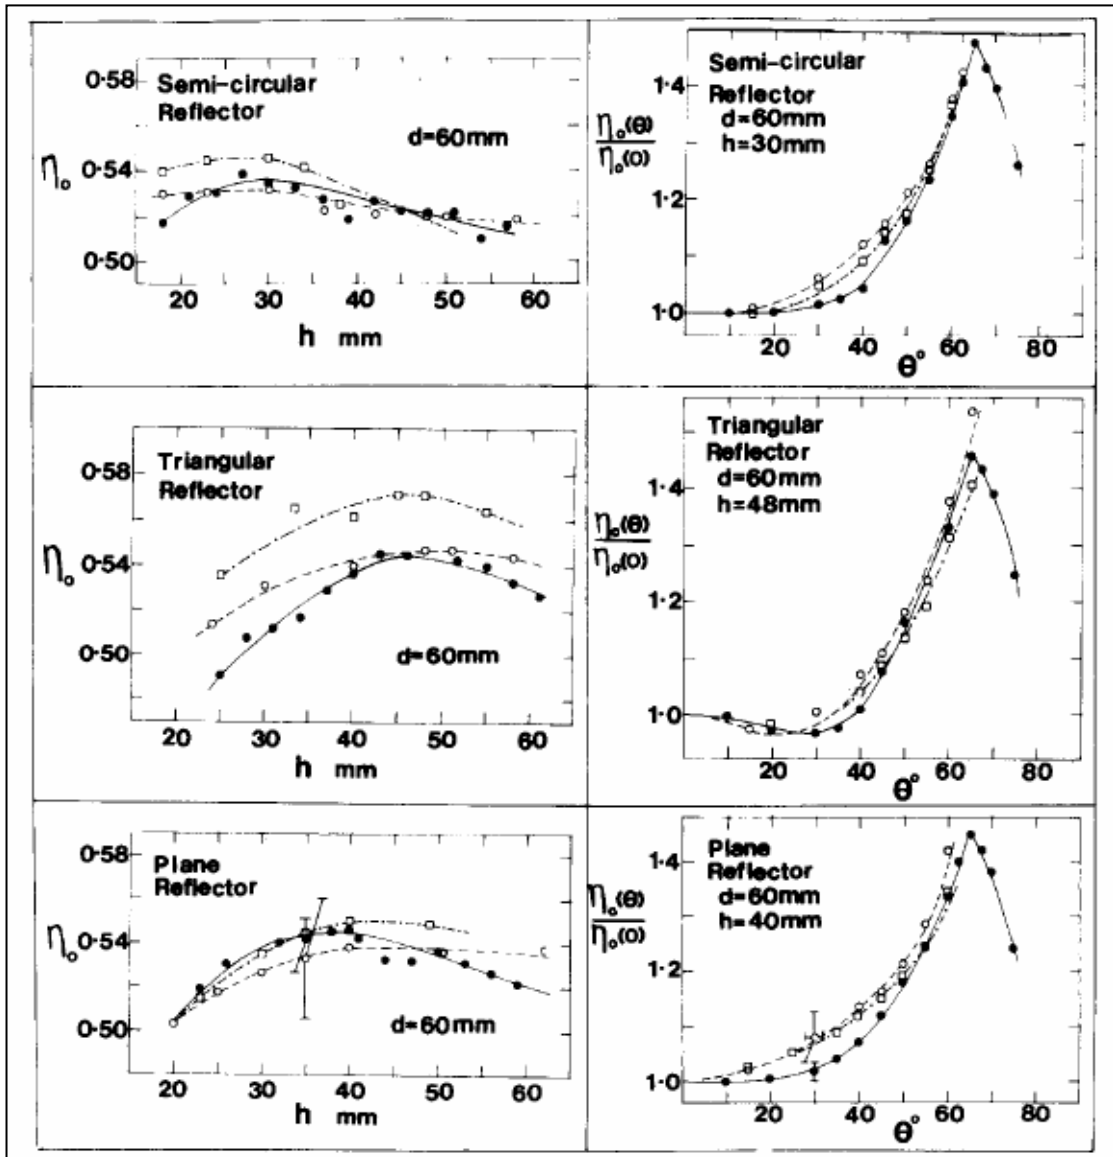 0·58
0·54
0·50
η₀
Semi-circular
Reflector
d=60mm
20 30 40 50 60
h mm
1·4
1·2
1·0
η₀(θ)
η₀(0)
Semi-circular
Reflector
d=60mm
h=30mm
20 40 60 80
θ°
0·58
0·54
0·50
η₀
Triangular
Reflector
d=60mm
20 30 40 50 60
h mm
1·4
1·2
1·0
η₀(θ)
η₀(0)
Triangular
Reflector
d=60mm
h=48mm
20 40 60 80
θ°
0·58
0·54
0·50
η₀
Plane
Reflector
d=60mm
20 30 40 50 60
h mm
1·4
1·2
1·0
η₀(θ)
η₀(0)
Plane
Reflector
d=60mm
h=40mm
20 40 60 80
θ°